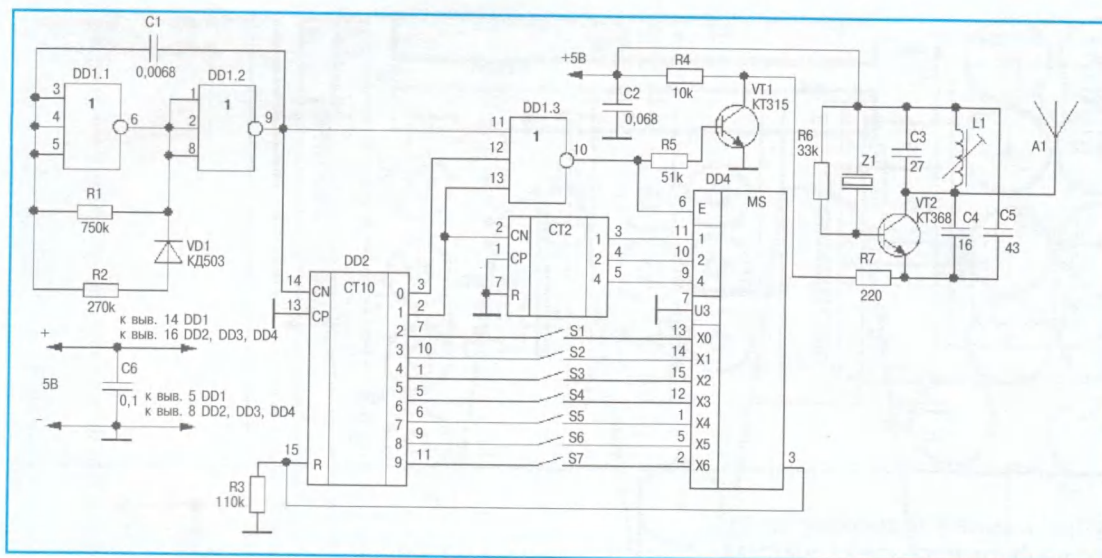 C1
0,0068
DD1.1
DD1.2
3
4
5
1
6
1
2
8
1
9
R1
750k
R2
270k
VD1
КД503
+
к выв. 14 DD1
к выв. 16 DD2, DD3, DD4
C6
5В
0,1
к выв. 5 DD1
к выв. 8 DD2, DD3, DD4
–
+5В
C2
0,068
R4
10k
VT1
КТ315
DD1.3
11
12
13
1
10
R5
51k
R6
33k
Z1
C3
27
L1
A1
VT2
КТ368
C4
16
C5
43
R7
220
DD2
CT10
14
CN
13
CP
15
R
0
3
1
2
2
7
3
10
4
1
5
5
6
6
7
9
8
11
9
R3
110k
2
CN
1
CP
7
R
CT2
1
3
2
4
4
5
DD4
MS
6
E
11
1
10
2
9
4
7
U3
S1
13
X0
S2
14
X1
S3
15
X2
S4
12
X3
S5
1
X4
S6
5
X5
S7
2
X6
3